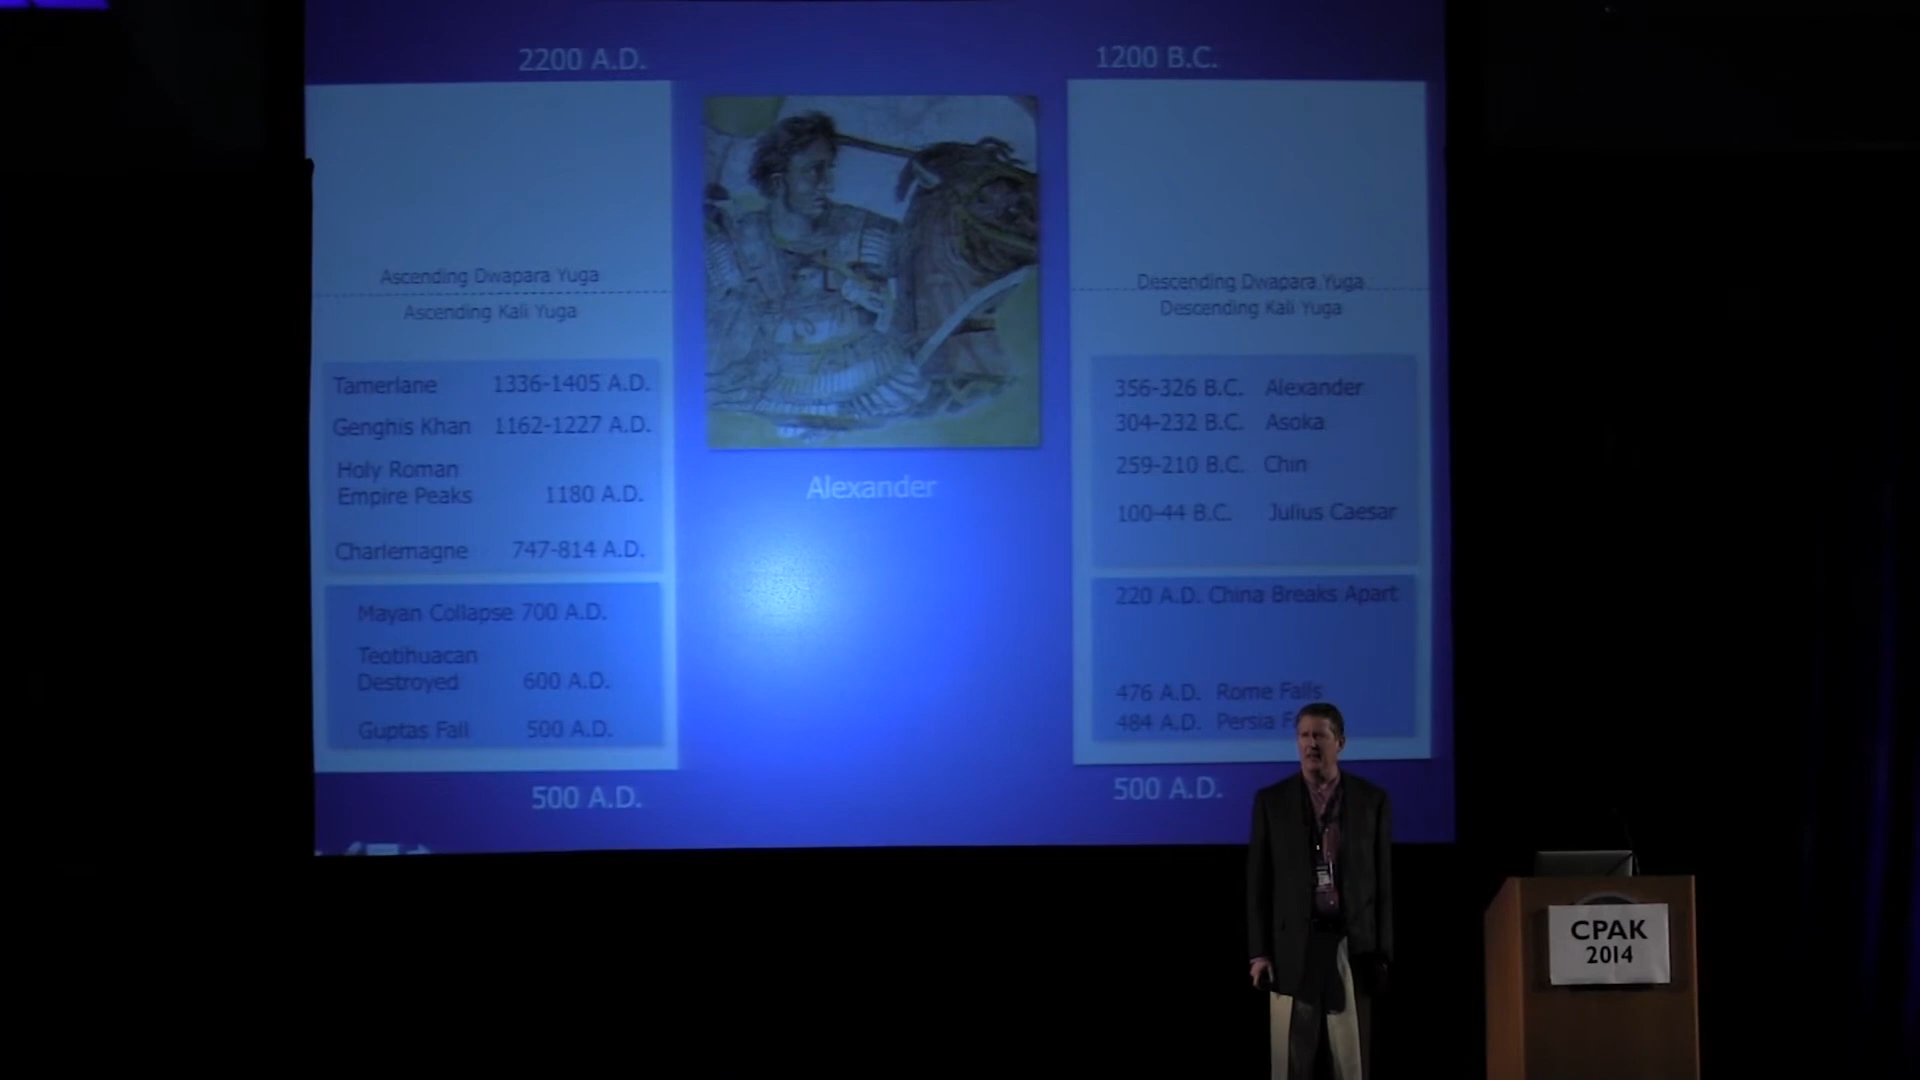 2200 A.D.
1200 B.C.
Ascending Dwapara Yuga
Ascending Kali Yuga
Tamerlane 1336-1405 A.D.
Genghis Khan 1162-1227 A.D.
Holy Roman
Empire Peaks 1180 A.D.
Charlemagne 747-814 A.D.
Mayan Collapse 700 A.D.
Teotihuacan
Destroyed 600 A.D.
Guptas Fall 500 A.D.
500 A.D.
Alexander
Descending Dwapara Yuga
Descending Kali Yuga
356-326 B.C. Alexander
304-232 B.C. Asoka
259-210 B.C. Chin
100-44 B.C. Julius Caesar
220 A.D. China Breaks Apart
476 A.D. Rome Falls
484 A.D. Persia
500 A.D.
CPAK
2014